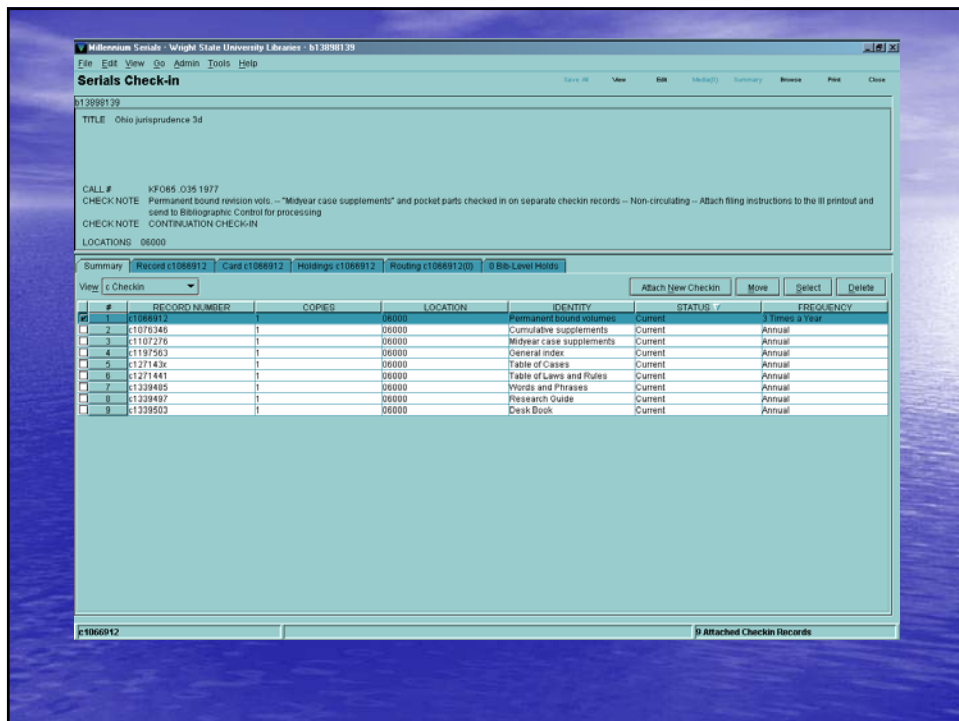 Millennium Serials - Wright State University Libraries - b13898139
File Edit View Go Admin Tools Help
Serials Check-in
Save All View Edit Media(0) Summary Browse Print Close
b13898139
TITLE Ohio jurisprudence 3d
CALL # KFO65 .O35 1977
CHECK NOTE Permanent bound revision vols. -- "Midyear case supplements" and pocket parts checked in on separate checkin records -- Non-circulating -- Attach filing instructions to the III printout and
send to Bibliographic Control for processing
CHECK NOTE CONTINUATION CHECK-IN
LOCATIONS 06000
Summary Record c1066912 Card c1066912 Holdings c1066912 Routing c1066912(0) 0 Bib-Level Holds
View c Checkin Attach New Checkin Move Select Delete
# RECORD NUMBER COPIES LOCATION IDENTITY STATUS FREQUENCY
1 c1066912 1 06000 Permanent bound volumes Current 3 Times a Year
2 c1076346 1 06000 Cumulative supplements Current Annual
3 c1107276 1 06000 Midyear case supplements Current Annual
4 c1197563 1 06000 General index Current Annual
5 c127143x 1 06000 Table of Cases Current Annual
6 c1271441 1 06000 Table of Laws and Rules Current Annual
7 c1339485 1 06000 Words and Phrases Current Annual
8 c1339497 1 06000 Research Guide Current Annual
9 c1339503 1 06000 Desk Book Current Annual
c1066912 9 Attached Checkin Records